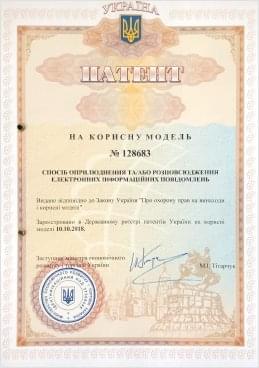 УКРАЇНА
ПАТЕНТ
НА КОРИСНУ МОДЕЛЬ
№ 128683
СПОСІБ ОПРИЛЮДНЕННЯ ТА/АБО РОЗПОВСЮДЖЕННЯ
ЕЛЕКТРОННИХ ІНФОРМАЦІЙНИХ ПОВІДОМЛЕНЬ
Видано відповідно до Закону України "Про охорону прав на винаходи
і корисні моделі".
Зареєстровано в Державному реєстрі патентів України на корисні
моделі 10.10.2018.
Заступник міністра економічного
розвитку і торгівлі України
М.І. Тітарчук